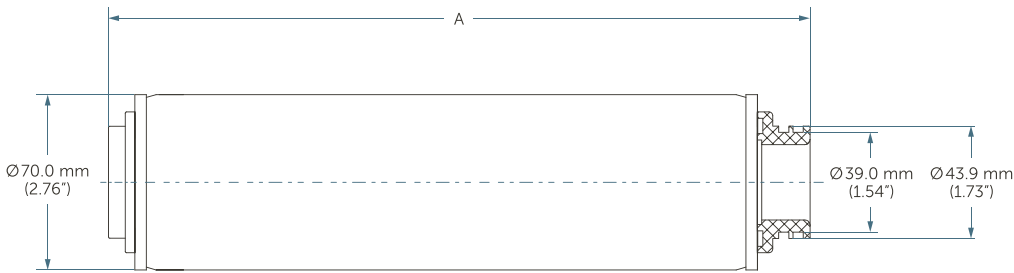 A
Ø70.0 mm
(2.76″)
Ø39.0 mm
(1.54″)
Ø43.9 mm
(1.73″)